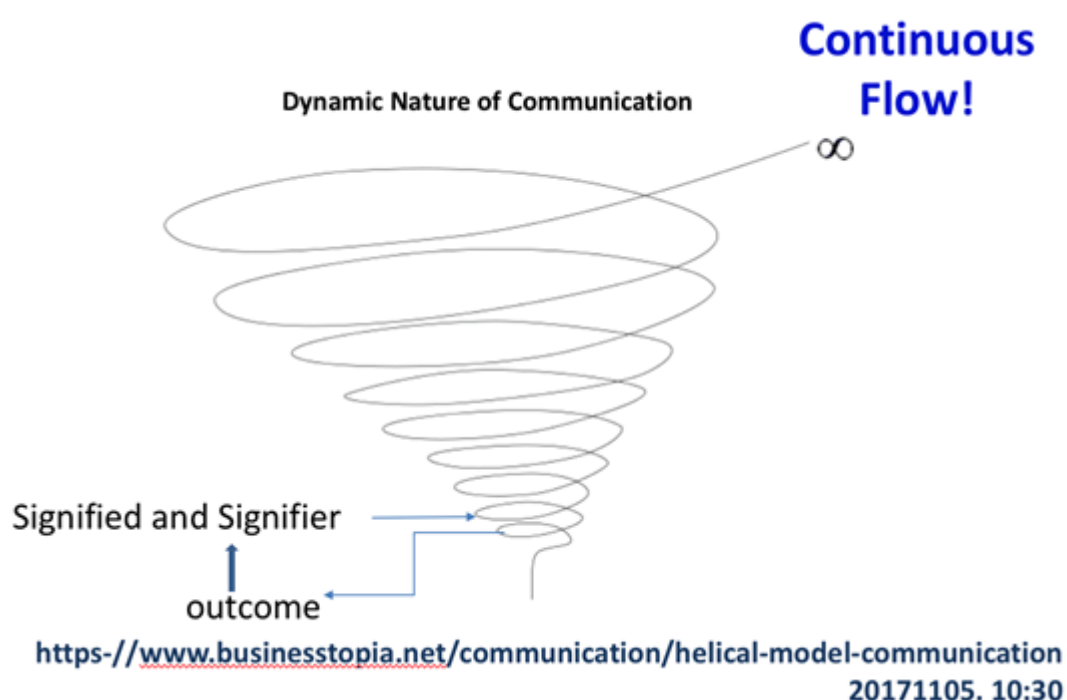 Continuous
Flow!
Dynamic Nature of Communication
∞
Signified and Signifier
outcome
https-//www.businesstopia.net/communication/helical-model-communication
20171105, 10:30